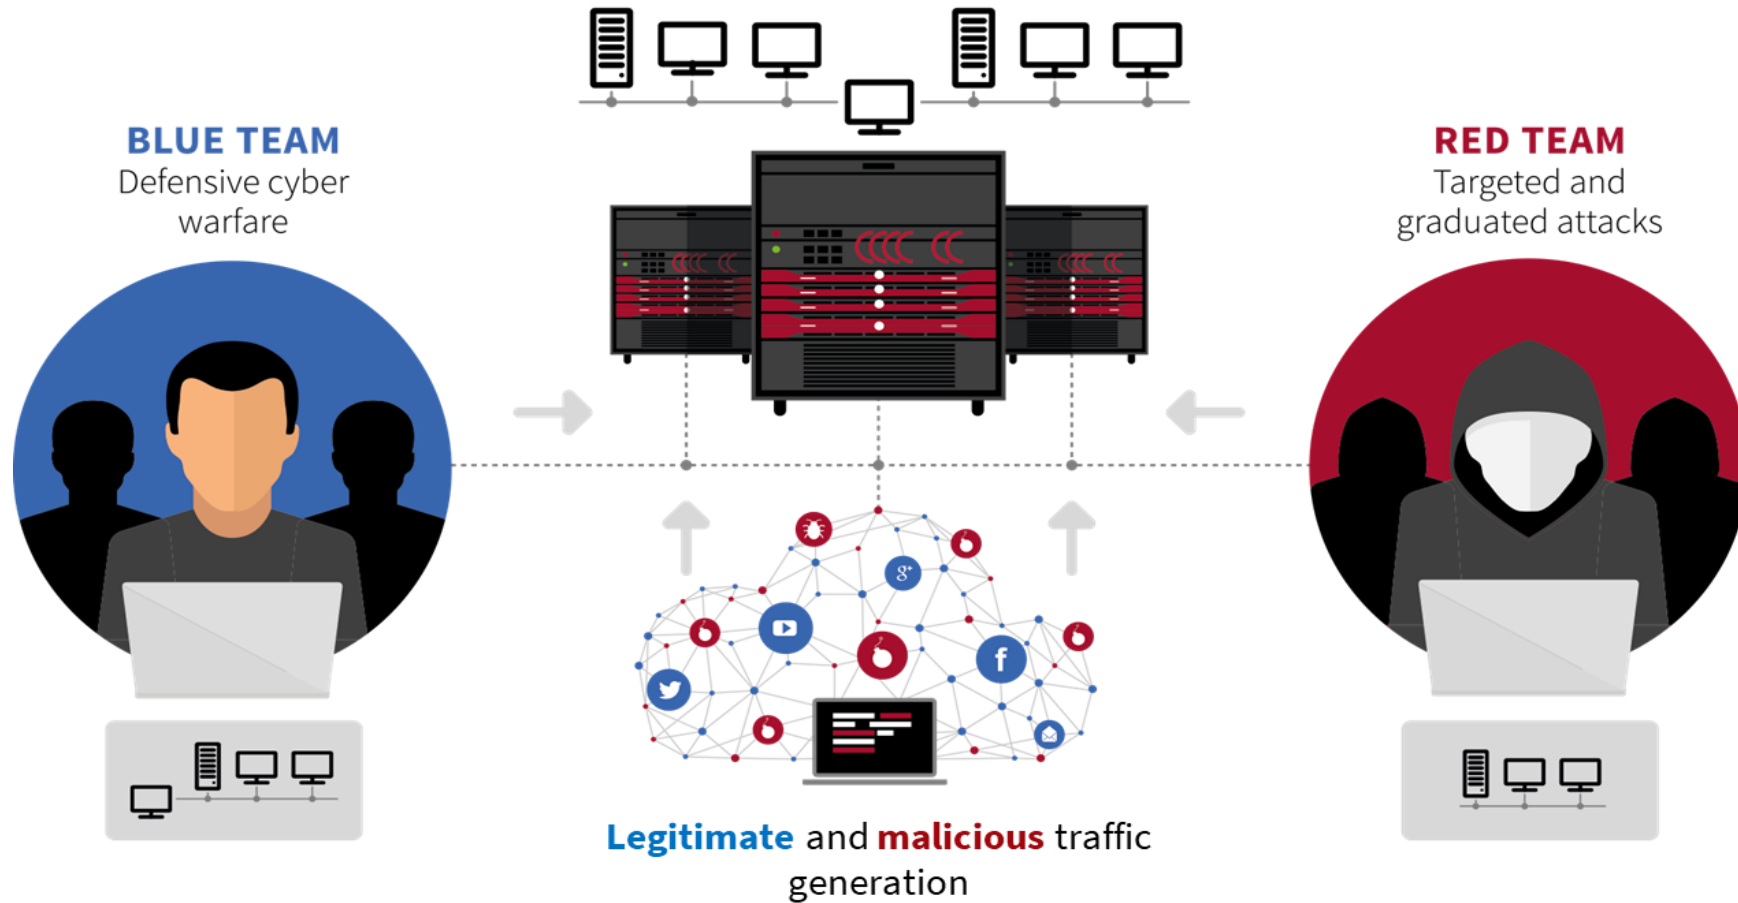 BLUE TEAM
Defensive cyber
warfare
RED TEAM
Targeted and
graduated attacks
g+
f
Legitimate and malicious traffic
generation